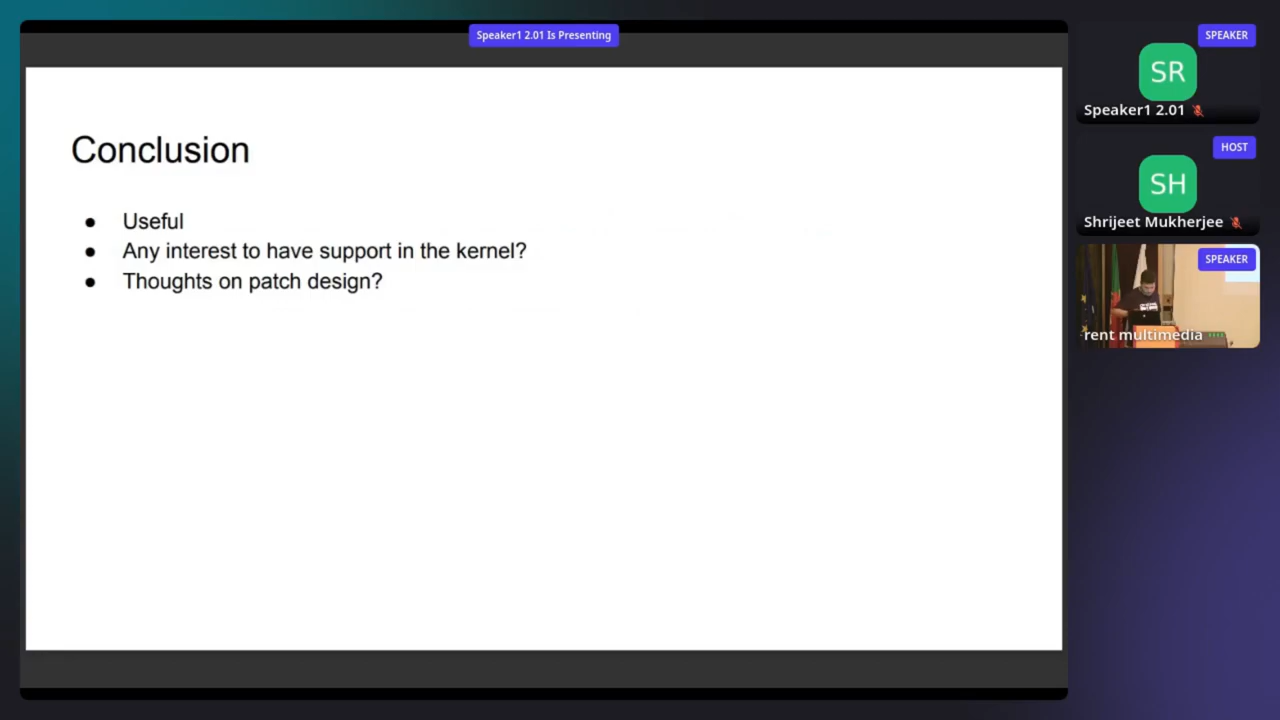 Speaker1 2.01 Is Presenting
Conclusion
● Useful
● Any interest to have support in the kernel?
● Thoughts on patch design?
SPEAKER
SR
Speaker1 2.01
HOST
SH
Shrijeet Mukherjee
SPEAKER
rent multimedia